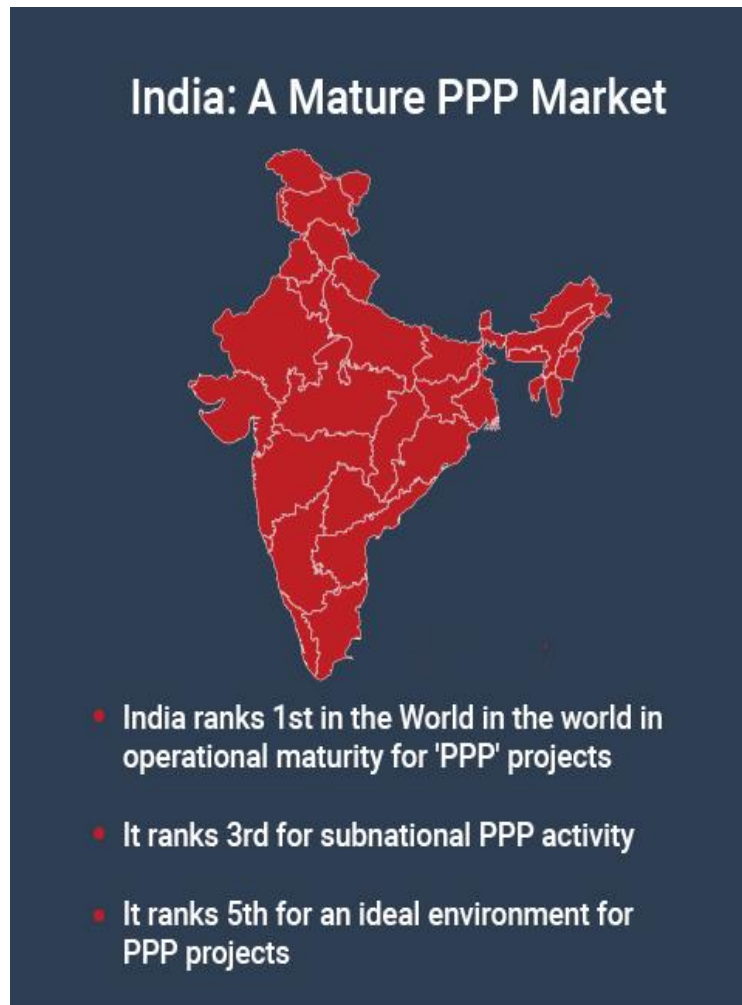 India: A Mature PPP Market
India ranks 1st in the World in the world in
operational maturity for 'PPP' projects
It ranks 3rd for subnational PPP activity
It ranks 5th for an ideal environment for
PPP projects